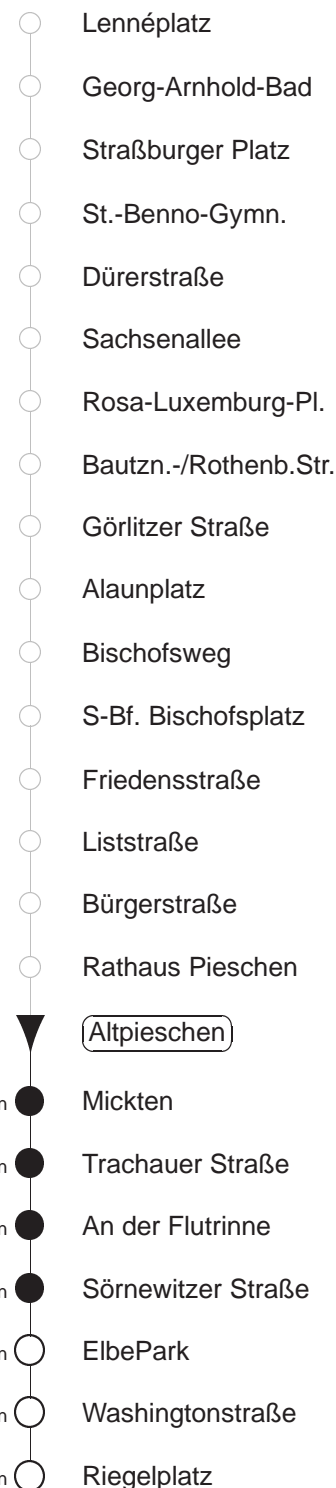 Lennéplatz
Georg-Arnhold-Bad
Straßburger Platz
St.-Benno-Gymn.
Dürerstraße
Sachsenallee
Rosa-Luxemburg-Pl.
Bautzn.-/Rothenb.Str.
Görlitzer Straße
Alaunplatz
Bischofsweg
S-Bf. Bischofsplatz
Friedensstraße
Liststraße
Bürgerstraße
Rathaus Pieschen
Altpieschen
Mickten
Trachauer Straße
An der Flutrinne
Sörnewitzer Straße
ElbePark
Washingtonstraße
Riegelplatz